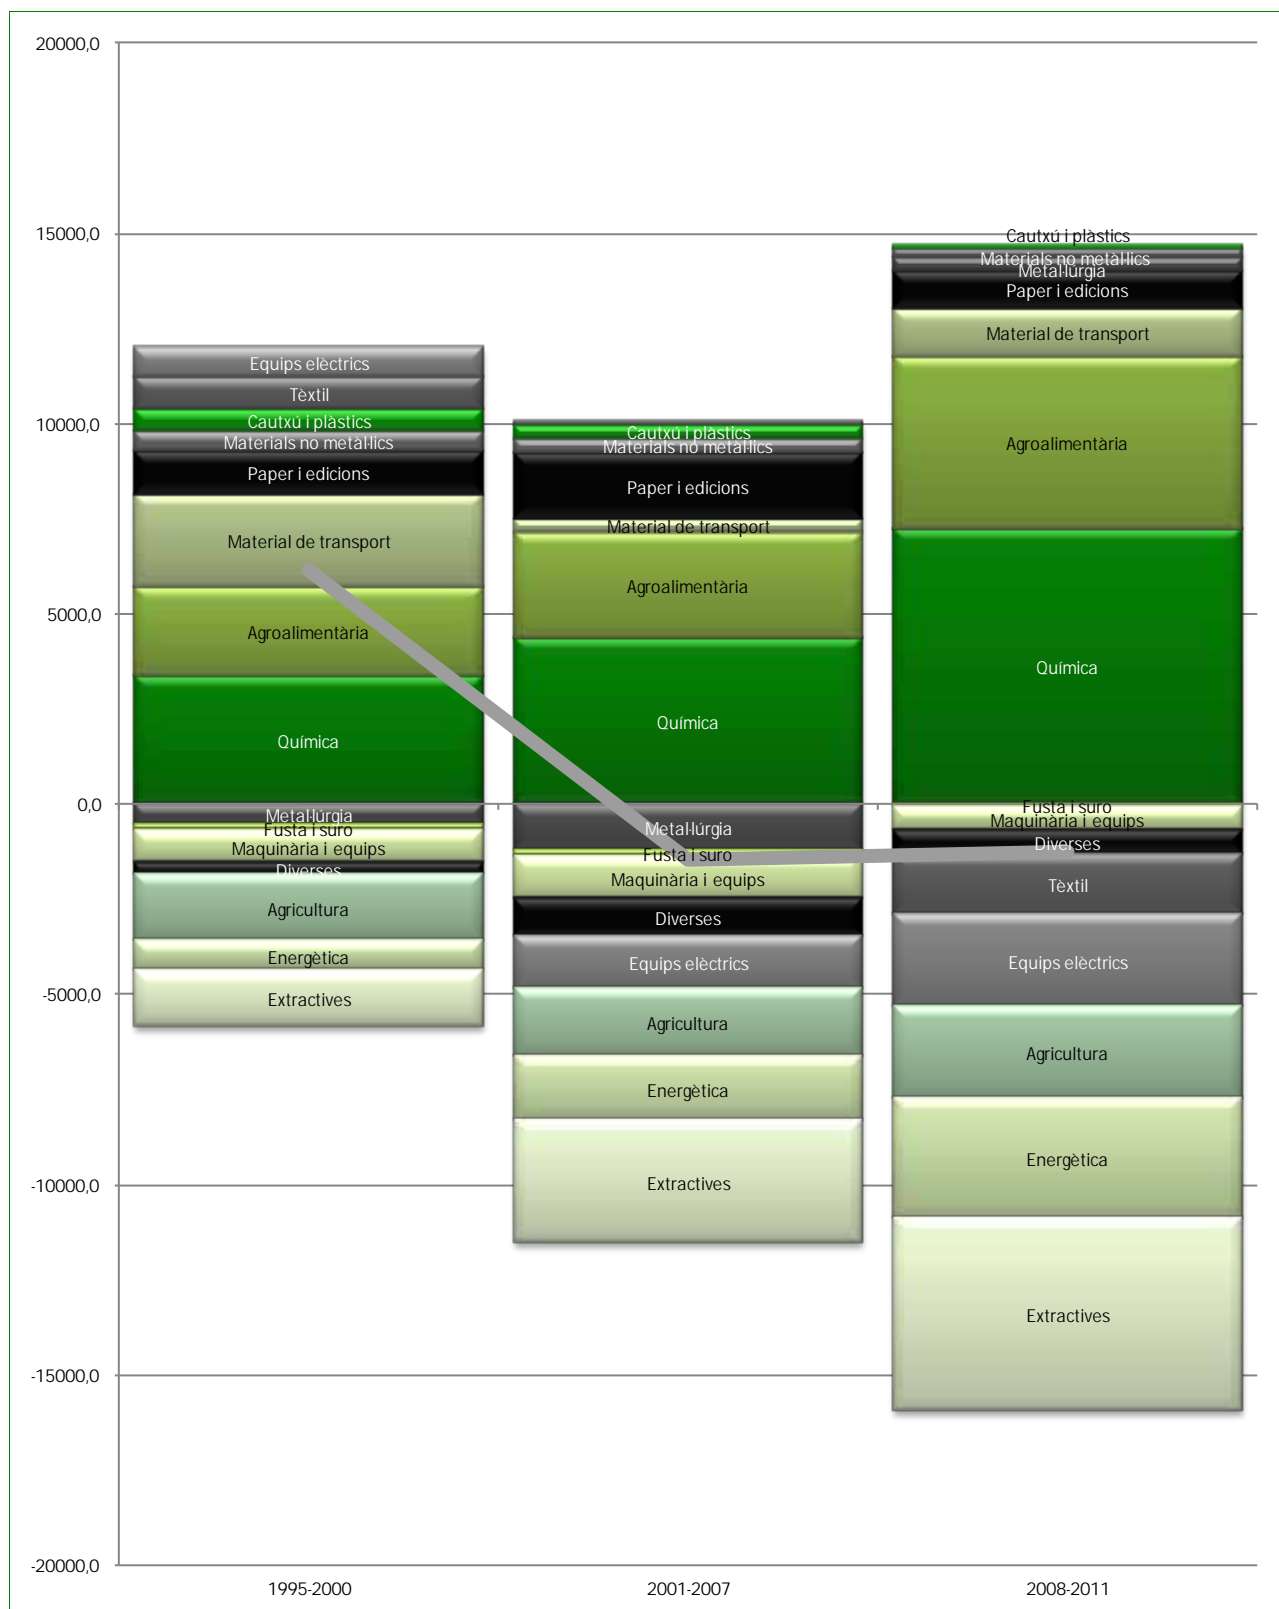 20000,0
15000,0
10000,0
5000,0
0,0
-5000,0
-10000,0
-15000,0
-20000,0
Equips elèctrics
Tèxtil
Cautxú i plàstics
Materials no metàl·lics
Paper i edicions
Material de transport
Agroalimentària
Química
Metal·lúrgia
Fusta i suro
Maquinària i equips
Diverses
Agricultura
Energètica
Extractives
Cautxú i plàstics
Materials no metàl·lics
Paper i edicions
Material de transport
Agroalimentària
Química
Metal·lúrgia
Fusta i suro
Maquinària i equips
Diverses
Equips elèctrics
Agricultura
Energètica
Extractives
Cautxú i plàstics
Materials no metàl·lics
Metal·lúrgia
Paper i edicions
Material de transport
Agroalimentària
Química
Fusta i suro
Maquinària i equips
Diverses
Tèxtil
Equips elèctrics
Agricultura
Energètica
Extractives
1995-2000
2001-2007
2008-2011